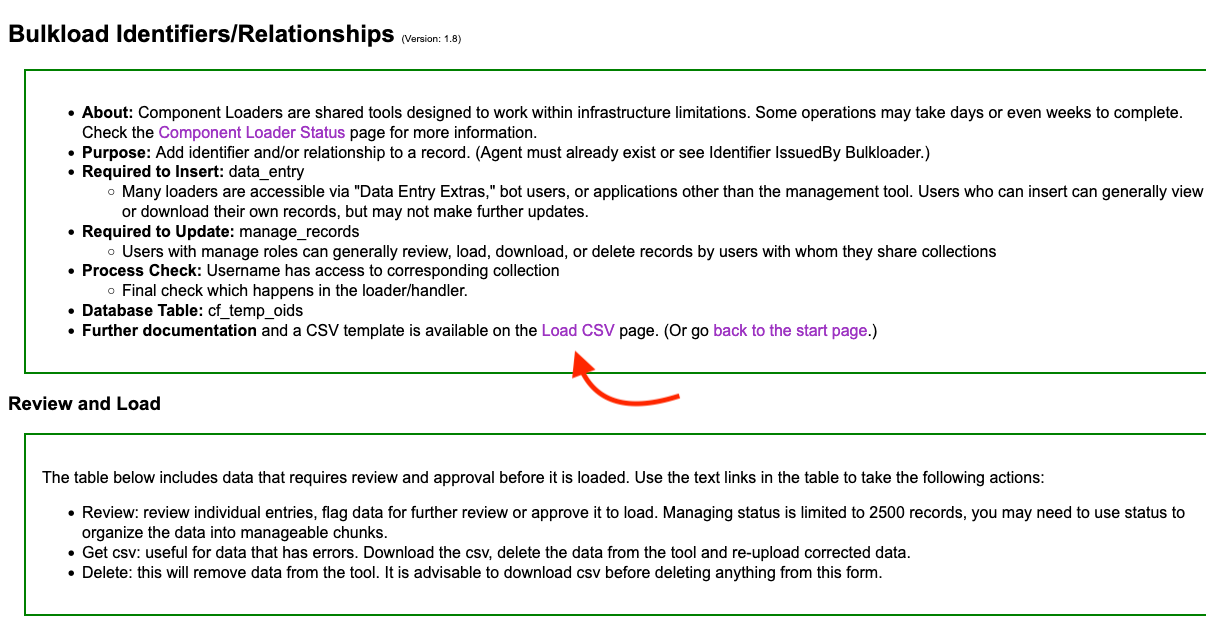 Bulkload Identifiers/Relationships (Version: 1.8)
• About: Component Loaders are shared tools designed to work within infrastructure limitations. Some operations may take days or even weeks to complete.
Check the Component Loader Status page for more information.
• Purpose: Add identifier and/or relationship to a record. (Agent must already exist or see Identifier IssuedBy Bulkloader.)
• Required to Insert: data_entry
○ Many loaders are accessible via "Data Entry Extras," bot users, or applications other than the management tool. Users who can insert can generally view
or download their own records, but may not make further updates.
• Required to Update: manage_records
○ Users with manage roles can generally review, load, download, or delete records by users with whom they share collections
• Process Check: Username has access to corresponding collection
○ Final check which happens in the loader/handler.
• Database Table: cf_temp_oids
• Further documentation and a CSV template is available on the Load CSV page. (Or go back to the start page.)
Review and Load
The table below includes data that requires review and approval before it is loaded. Use the text links in the table to take the following actions:
• Review: review individual entries, flag data for further review or approve it to load. Managing status is limited to 2500 records, you may need to use status to
organize the data into manageable chunks.
• Get csv: useful for data that has errors. Download the csv, delete the data from the tool and re-upload corrected data.
• Delete: this will remove data from the tool. It is advisable to download csv before deleting anything from this form.